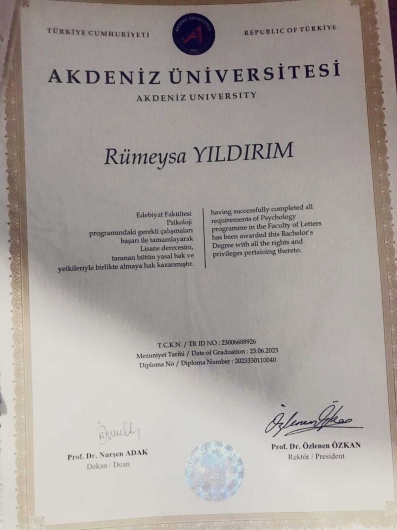 TÜRKİYE CUMHURİYETİ
REPUBLIC OF TÜRKİYE
AKDENİZ ÜNİVERSİTESİ
AKDENIZ UNIVERSITY
Rümeysa YILDIRIM
Edebiyat Fakültesi
Psikoloji
programındaki gerekli çalışmaları
başarı ile tamamlayarak
Lisans derecesini,
tanınan bütün yasal hak ve
yetkileriyle birlikte almaya hak kazanmıştır.
having successfully completed all
requirements of Psychology
programme in the Faculty of Letters
has been awarded this Bachelor's
Degree with all the rights and
privileges pertaining thereto.
T.C.K.N. / TR ID NO : 23006608926
Mezuniyet Tarihi / Date of Graduation : 23.06.2023
Diploma No / Diploma Number : 2023330110040
Prof. Dr. Nurşen ADAK
Dekan / Dean
Prof. Dr. Özlenen ÖZKAN
Rektör / President